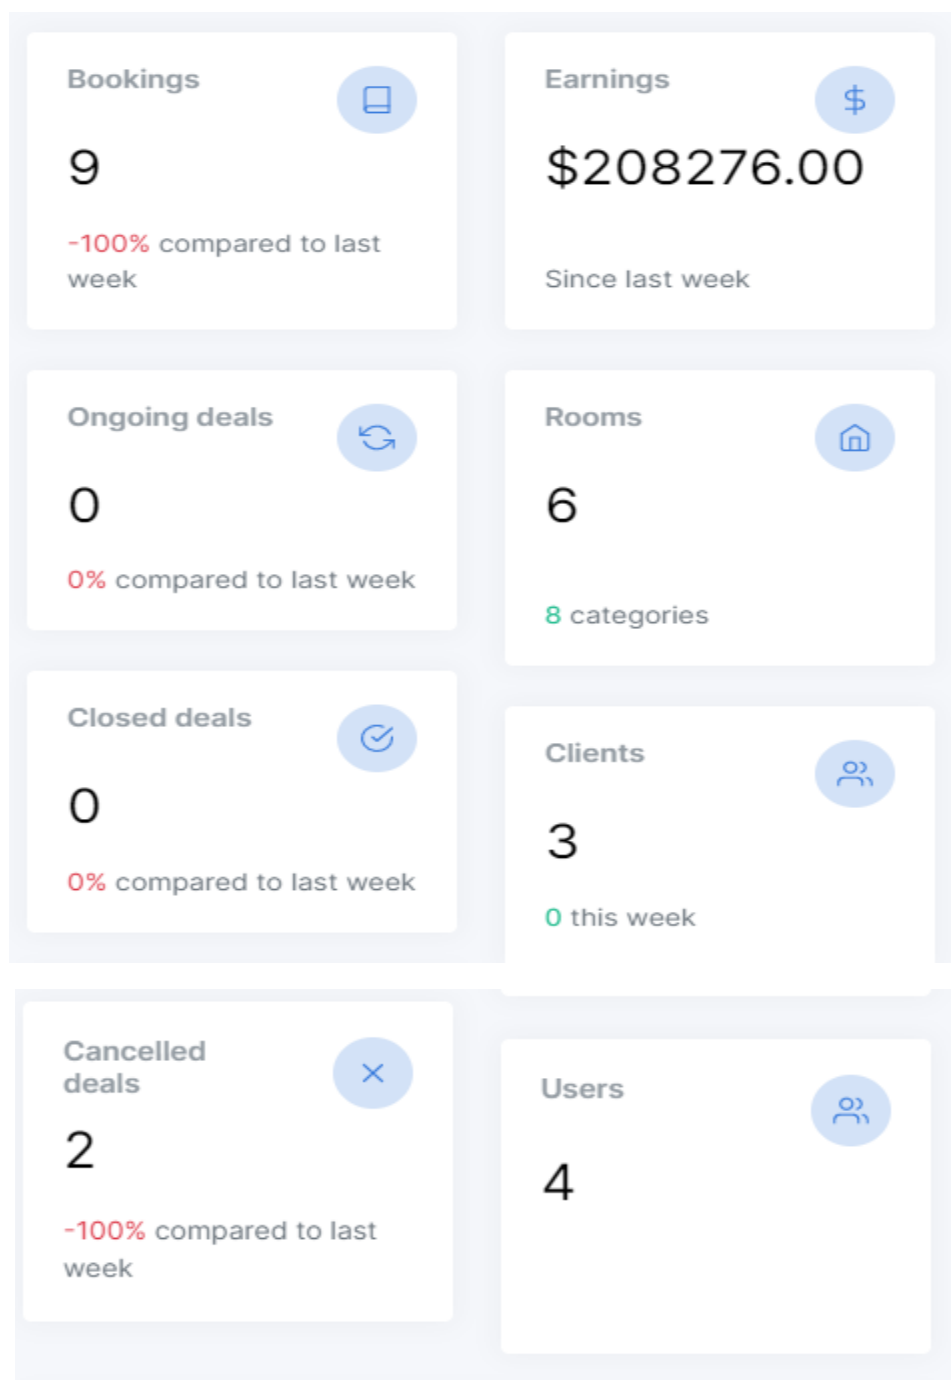 Bookings
9
-100% compared to last
week
Earnings
$208276.00
Since last week
Ongoing deals
0
0% compared to last week
Rooms
6
8 categories
Closed deals
0
0% compared to last week
Clients
3
0 this week
Cancelled
deals
2
-100% compared to last
week
Users
4